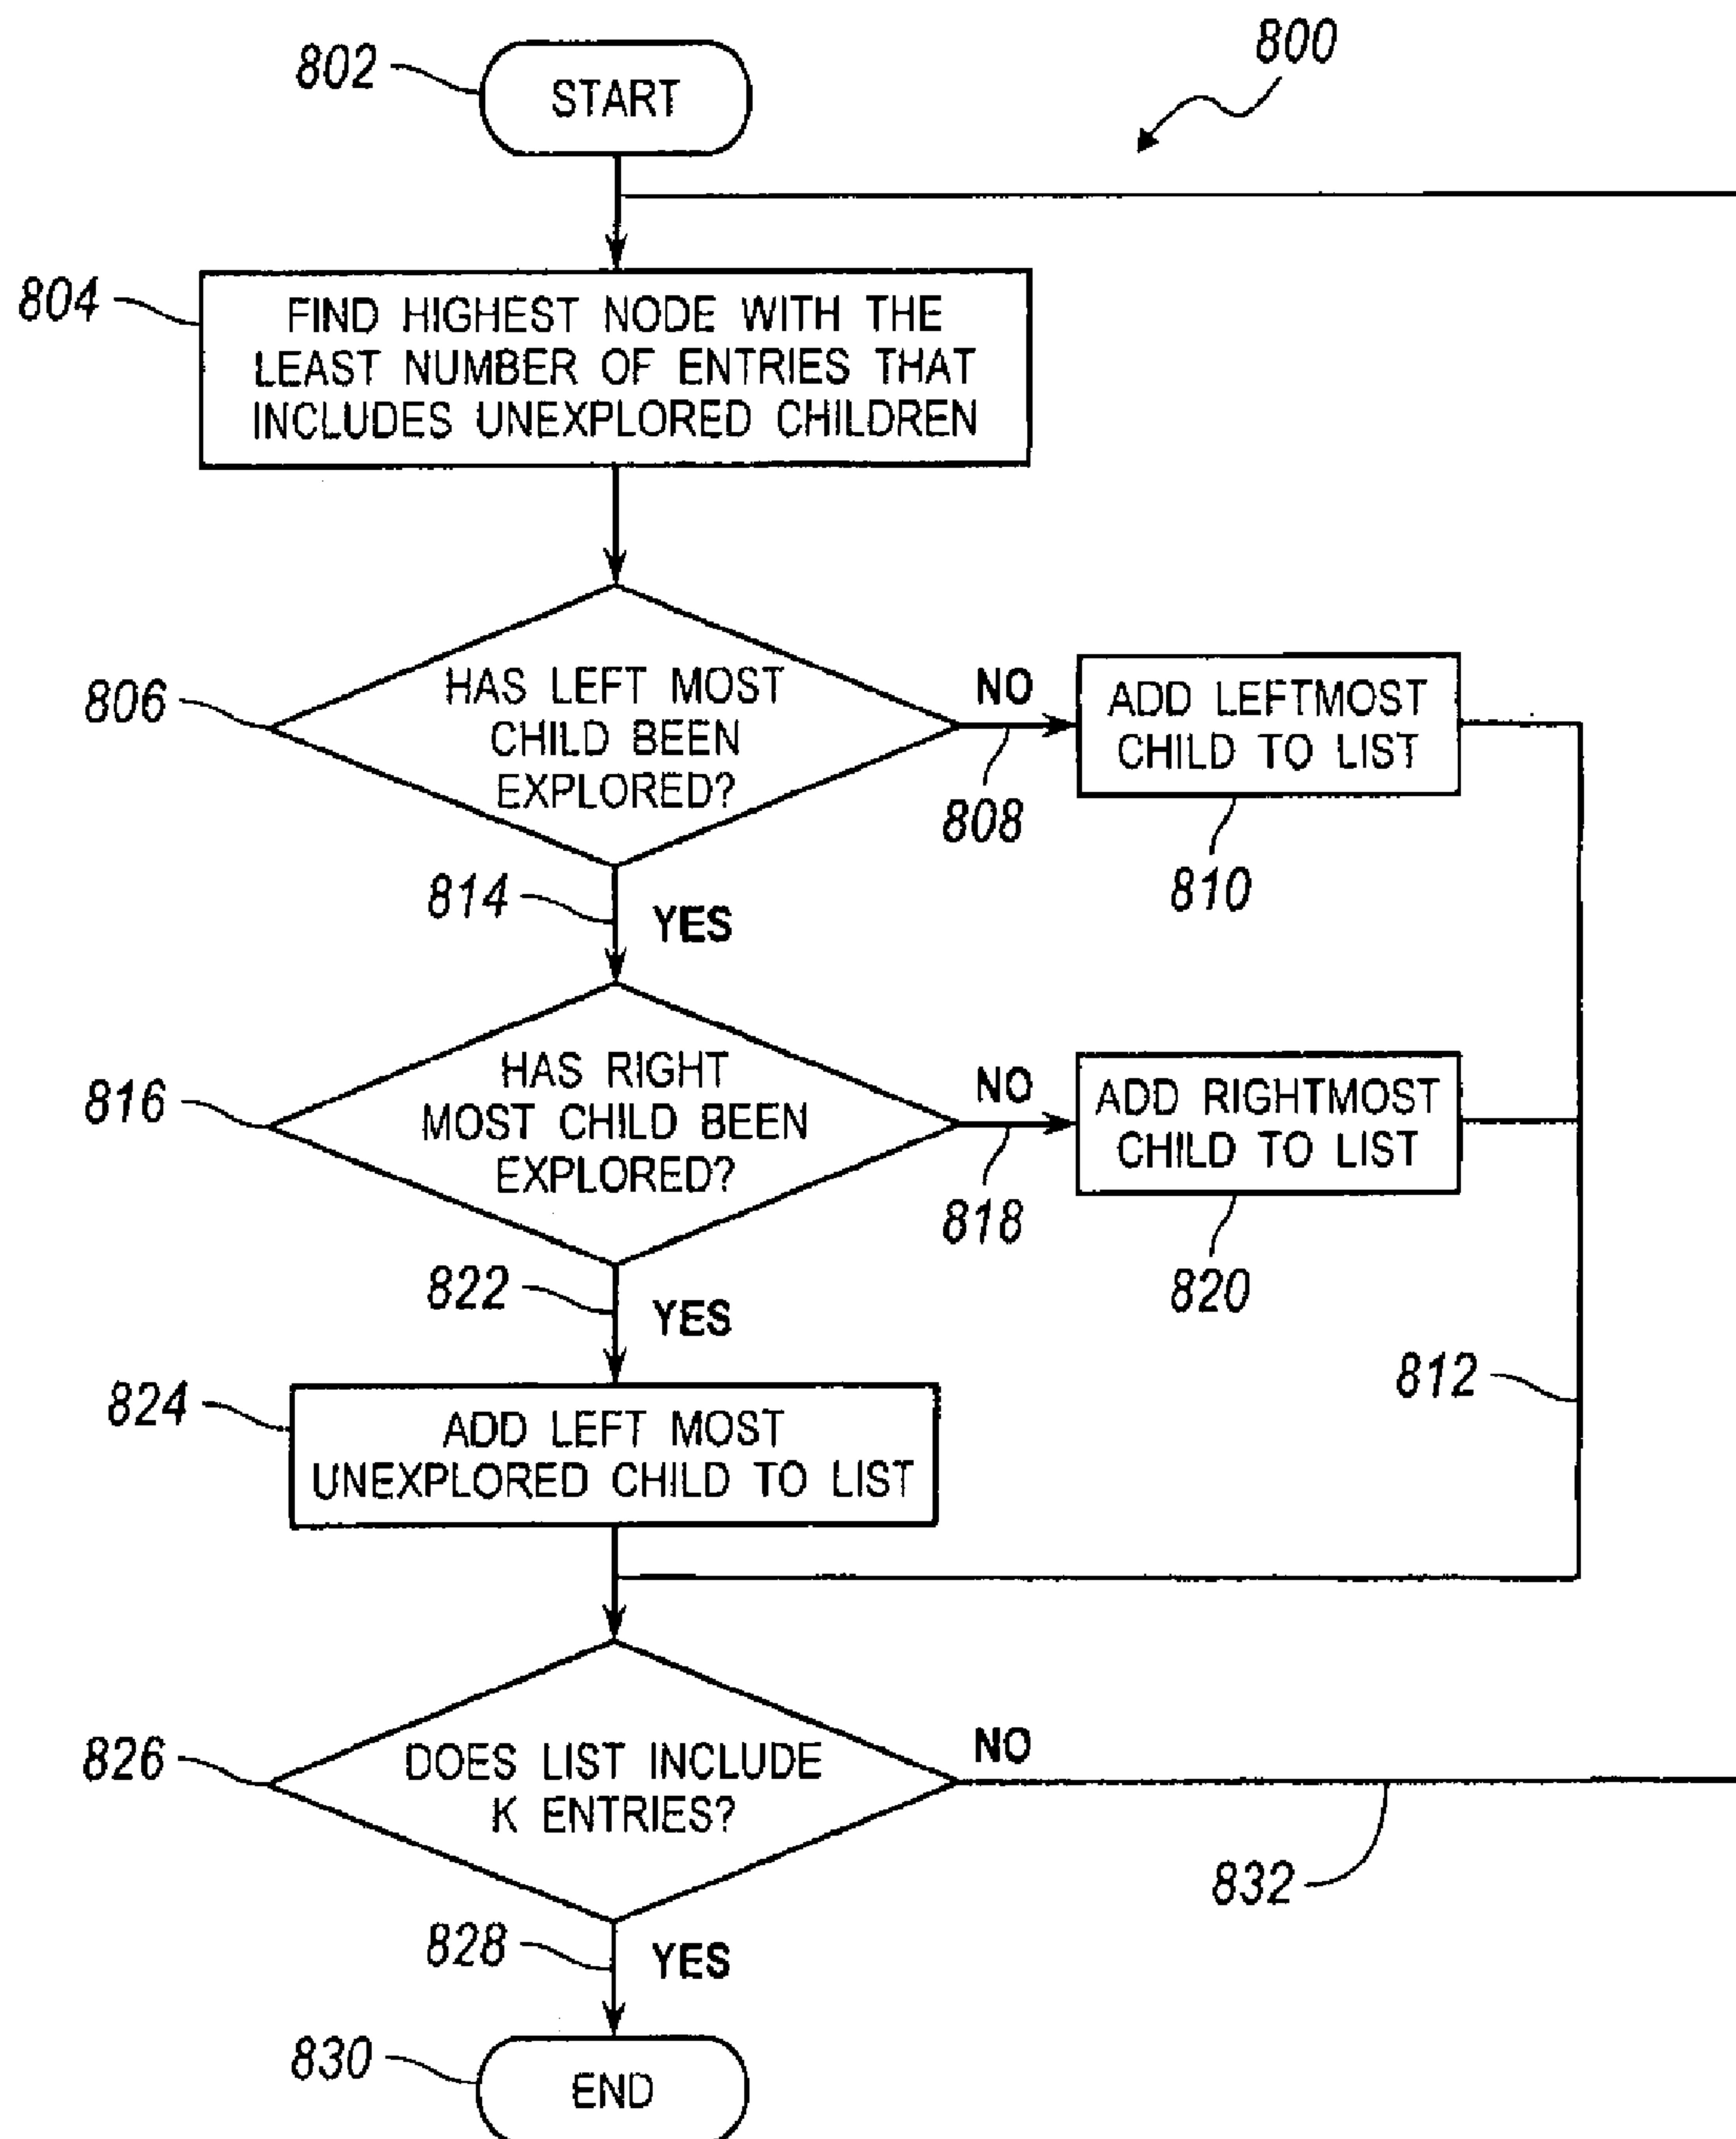 800
802
START
804
FIND HIGHEST NODE WITH THE
LEAST NUMBER OF ENTRIES THAT
INCLUDES UNEXPLORED CHILDREN
806
HAS LEFT MOST
CHILD BEEN
EXPLORED?
NO
808
ADD LEFTMOST
CHILD TO LIST
810
814
YES
816
HAS RIGHT
MOST CHILD BEEN
EXPLORED?
NO
818
ADD RIGHTMOST
CHILD TO LIST
820
822
YES
812
824
ADD LEFT MOST
UNEXPLORED CHILD TO LIST
826
DOES LIST INCLUDE
K ENTRIES?
NO
832
828
YES
830
END